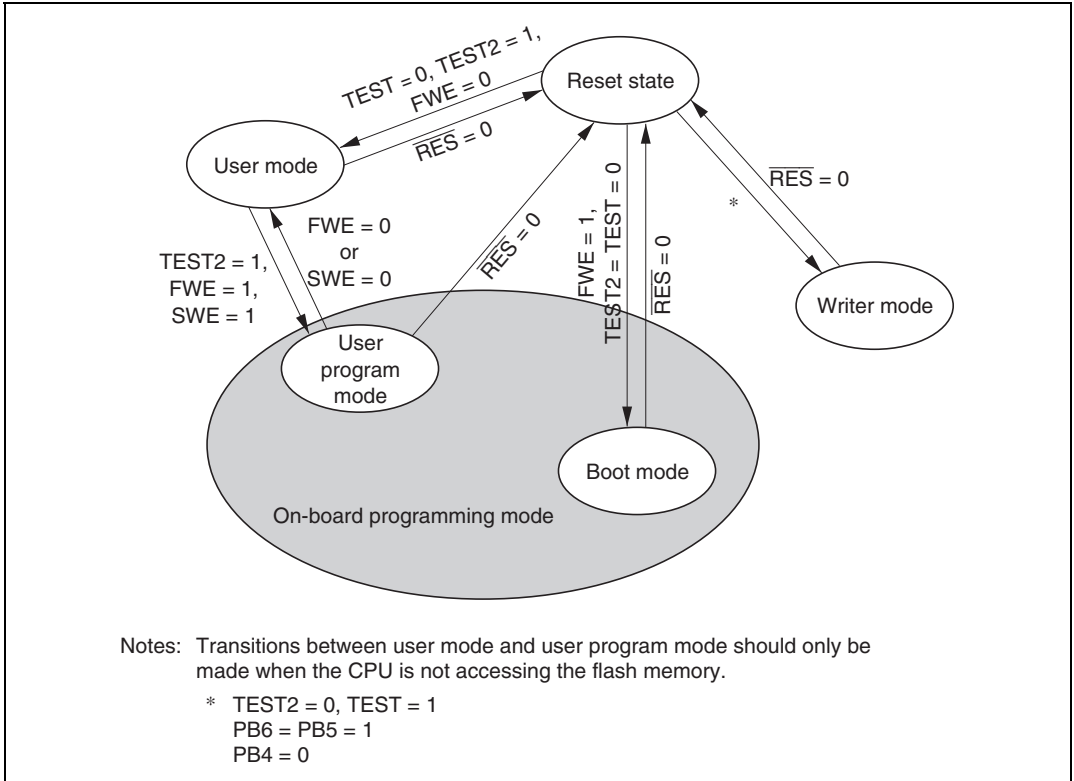 TEST = 0, TEST2 = 1,
FWE = 0
RES = 0
Reset state
User mode
RES = 0
*
FWE = 0
or
SWE = 0
TEST2 = 1,
FWE = 1,
SWE = 1
RES = 0
FWE = 1,
TEST2 = TEST = 0
RES = 0
Writer mode
User
program
mode
Boot mode
On-board programming mode
Notes: Transitions between user mode and user program mode should only be
made when the CPU is not accessing the flash memory.
* TEST2 = 0, TEST = 1
PB6 = PB5 = 1
PB4 = 0